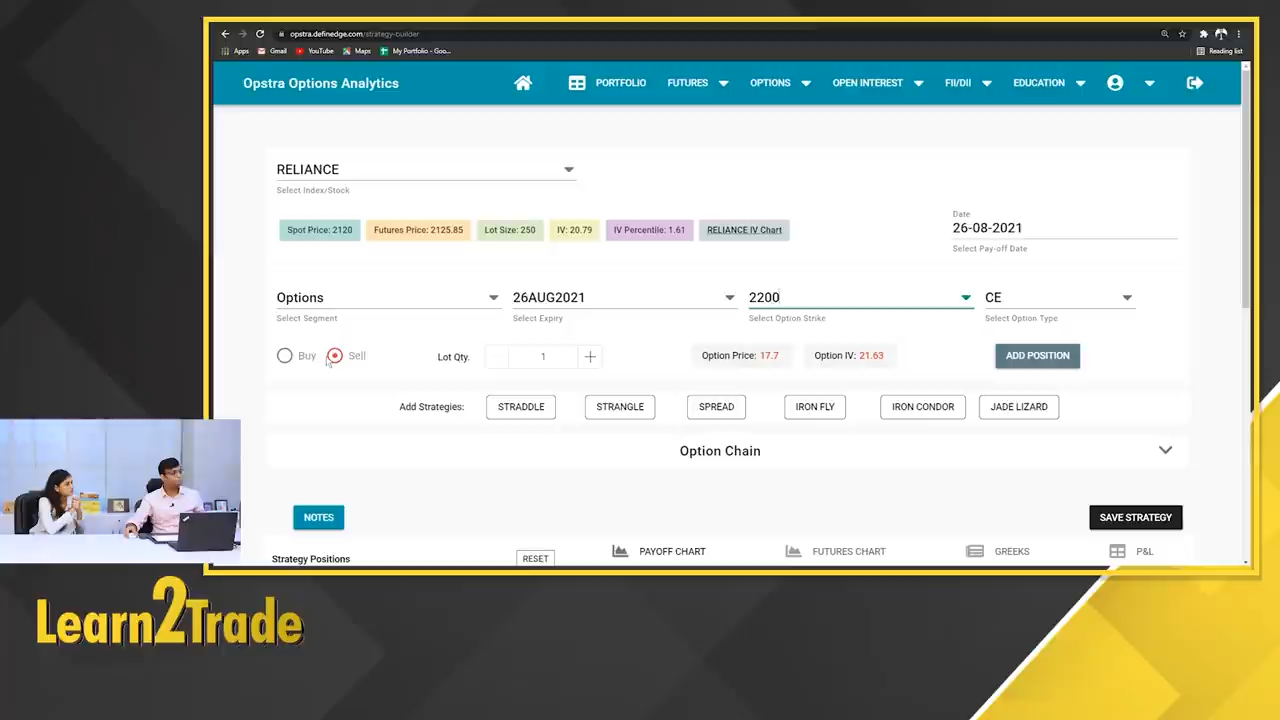 opstra.definedge.com/strategy-builder
Apps Gmail YouTube Maps My Portfolio - Goo... Reading list
Opstra Options Analytics PORTFOLIO FUTURES OPTIONS OPEN INTEREST FII/DII EDUCATION
RELIANCE
Select Index/Stock
Spot Price: 2120 Futures Price: 2125.85 Lot Size: 250 IV: 20.79 IV Percentile: 1.61 RELIANCE IV Chart
Date
26-08-2021
Select Pay-off Date
Options 26AUG2021 2200 CE
Select Segment Select Expiry Select Option Strike Select Option Type
Buy Sell Lot Qty. 1 Option Price: 17.7 Option IV: 21.63 ADD POSITION
Add Strategies: STRADDLE STRANGLE SPREAD IRON FLY IRON CONDOR JADE LIZARD
Option Chain
NOTES SAVE STRATEGY
Strategy Positions RESET PAYOFF CHART FUTURES CHART GREEKS P&L
Learn2Trade